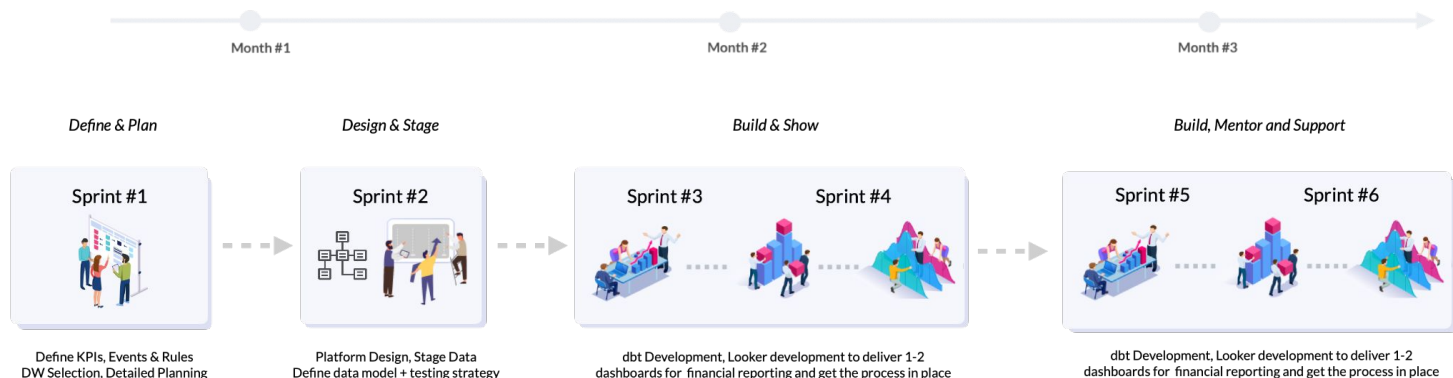 Month #1
Month #2
Month #3
Define & Plan
Design & Stage
Build & Show
Build, Mentor and Support
Sprint #1
Sprint #2
Sprint #3
Sprint #4
Sprint #5
Sprint #6
Define KPIs, Events & Rules
DW Selection, Detailed Planning
Platform Design, Stage Data
Define data model + testing strategy
dbt Development, Looker development to deliver 1-2
dashboards for financial reporting and get the process in place
dbt Development, Looker development to deliver 1-2
dashboards for financial reporting and get the process in place